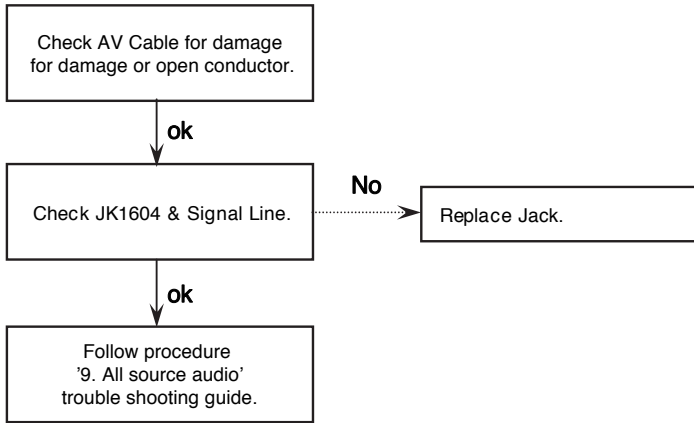 Check AV Cable for damage
for damage or open conductor.
ok
Check JK1604 & Signal Line.
No
Replace Jack.
ok
Follow procedure
'9. All source audio'
trouble shooting guide.